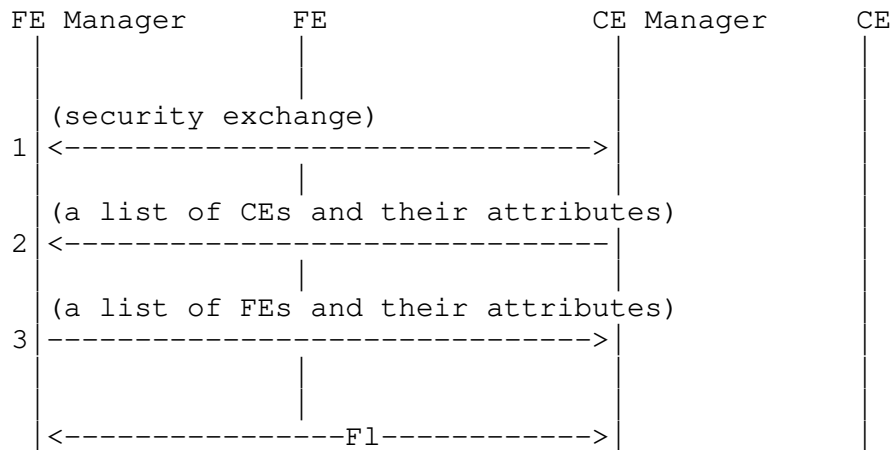 FE Manager FE CE Manager CE
(security exchange)
1|<------------------------------>|
(a list of CEs and their attributes)
2|<-------------------------------|
(a list of FEs and their attributes)
3|------------------------------->|
|<----------------Fl------------>|